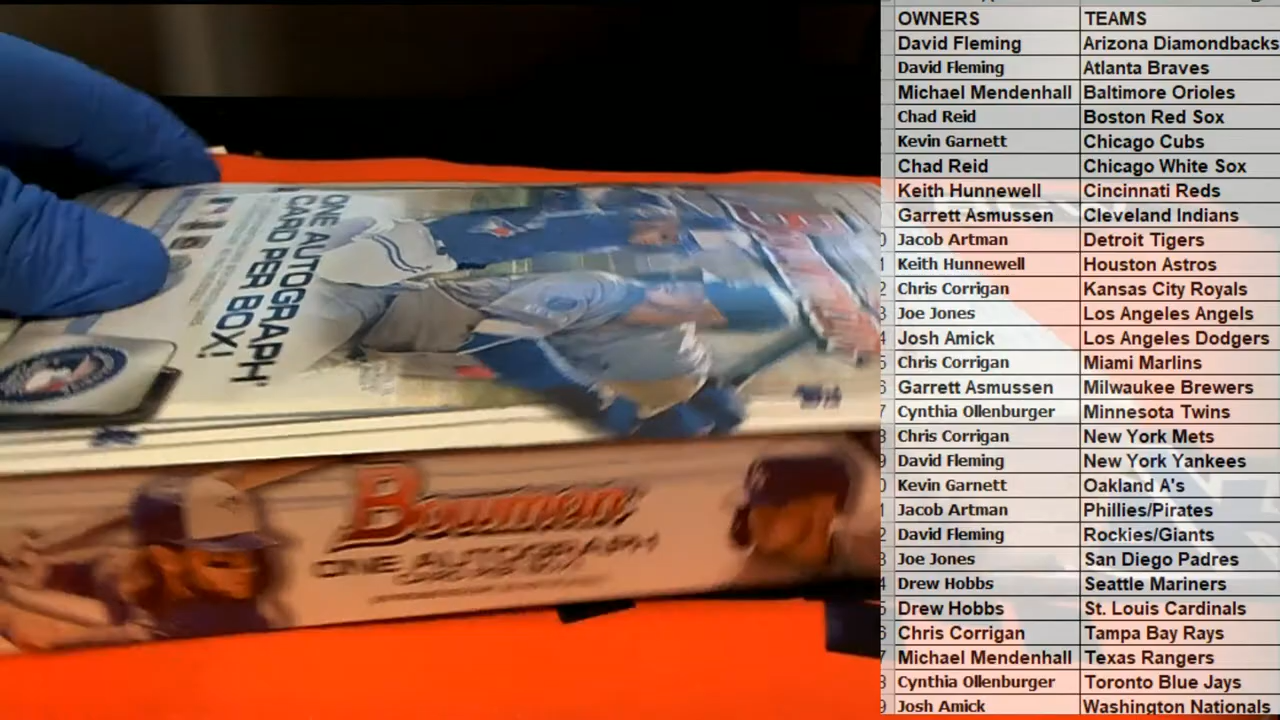 OWNERS TEAMS
David Fleming Arizona Diamondbacks
David Fleming Atlanta Braves
Michael Mendenhall Baltimore Orioles
Chad Reid Boston Red Sox
Kevin Garnett Chicago Cubs
Chad Reid Chicago White Sox
Keith Hunnewell Cincinnati Reds
Garrett Asmussen Cleveland Indians
Jacob Artman Detroit Tigers
Keith Hunnewell Houston Astros
Chris Corrigan Kansas City Royals
Joe Jones Los Angeles Angels
Josh Amick Los Angeles Dodgers
Chris Corrigan Miami Marlins
Garrett Asmussen Milwaukee Brewers
Cynthia Ollenburger Minnesota Twins
Chris Corrigan New York Mets
David Fleming New York Yankees
Kevin Garnett Oakland A's
Jacob Artman Phillies/Pirates
David Fleming Rockies/Giants
Joe Jones San Diego Padres
Drew Hobbs Seattle Mariners
Drew Hobbs St. Louis Cardinals
Chris Corrigan Tampa Bay Rays
Michael Mendenhall Texas Rangers
Cynthia Ollenburger Toronto Blue Jays
Josh Amick Washington Nationals
ONE AUTOGRAPH
CARD PER BOX!
Bowman
ONE AUTOGRAPH